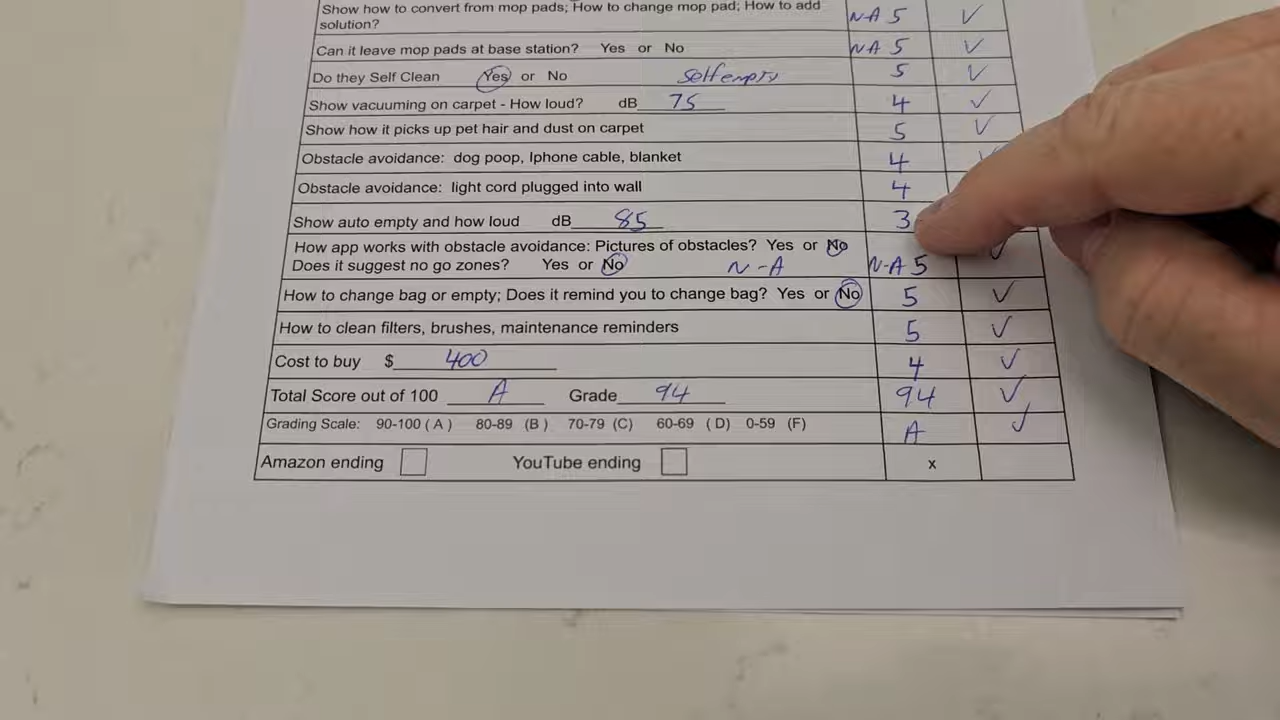 Show how to convert from mop pads; How to change mop pad; How to add
solution? N-A 5 ✓
Can it leave mop pads at base station? Yes or No N-A 5 ✓
Do they Self Clean Yes or No Self empty 5 ✓
Show vacuuming on carpet - How loud? dB 75 4 ✓
Show how it picks up pet hair and dust on carpet 5 ✓
Obstacle avoidance: dog poop, Iphone cable, blanket 4 ✓
Obstacle avoidance: light cord plugged into wall 4
Show auto empty and how loud dB 85 3
How app works with obstacle avoidance: Pictures of obstacles? Yes or No
Does it suggest no go zones? Yes or No N-A N-A 5 ✓
How to change bag or empty; Does it remind you to change bag? Yes or No 5 ✓
How to clean filters, brushes, maintenance reminders 5 ✓
Cost to buy $ 400 4 ✓
Total Score out of 100 A Grade 94 94 ✓
Grading Scale: 90-100 ( A ) 80-89 (B ) 70-79 (C) 60-69 ( D) 0-59 (F) A ✓
Amazon ending YouTube ending x